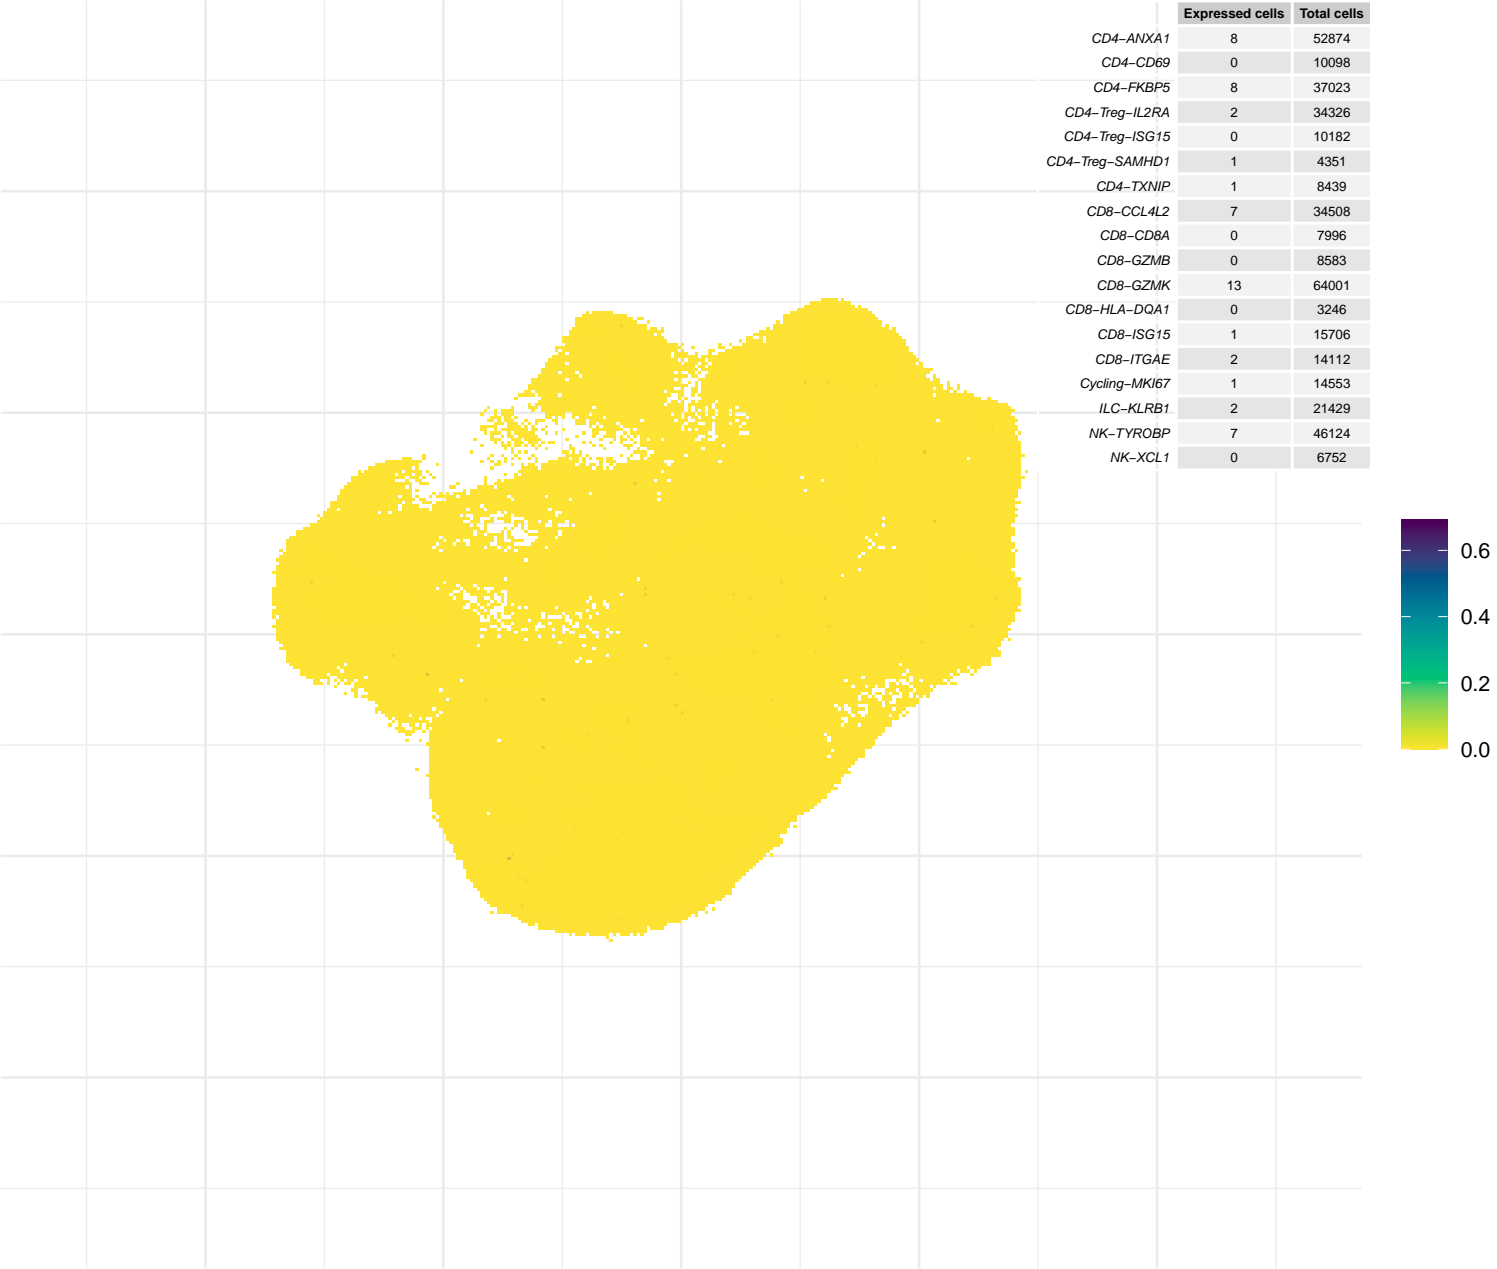 Expressed cells Total cells
CD4−ANXA1 8 52874
CD4−CD69 0 10098
CD4−FKBP5 8 37023
CD4−Treg−IL2RA 2 34326
CD4−Treg−ISG15 0 10182
CD4−Treg−SAMHD1 1 4351
CD4−TXNIP 1 8439
CD8−CCL4L2 7 34508
CD8−CD8A 0 7996
CD8−GZMB 0 8583
CD8−GZMK 13 64001
CD8−HLA−DQA1 0 3246
CD8−ISG15 1 15706
CD8−ITGAE 2 14112
Cycling−MKI67 1 14553
ILC−KLRB1 2 21429
NK−TYROBP 7 46124
NK−XCL1 0 6752
0.6
0.4
0.2
0.0